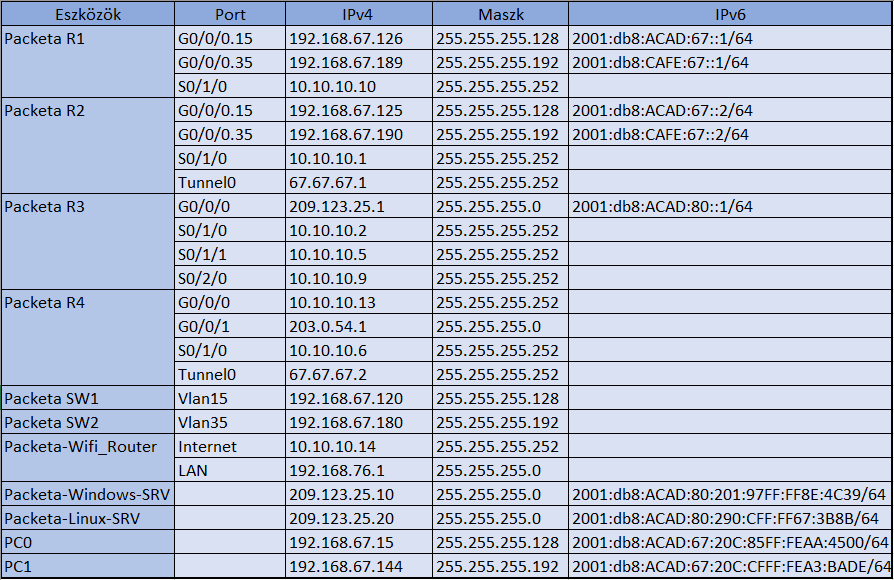 Eszközök Port IPv4 Maszk IPv6
Packeta R1 G0/0/0.15 192.168.67.126 255.255.255.128 2001:db8:ACAD:67::1/64
G0/0/0.35 192.168.67.189 255.255.255.192 2001:db8:CAFE:67::1/64
S0/1/0 10.10.10.10 255.255.255.252
Packeta R2 G0/0/0.15 192.168.67.125 255.255.255.128 2001:db8:ACAD:67::2/64
G0/0/0.35 192.168.67.190 255.255.255.192 2001:db8:CAFE:67::2/64
S0/1/0 10.10.10.1 255.255.255.252
Tunnel0 67.67.67.1 255.255.255.252
Packeta R3 G0/0/0 209.123.25.1 255.255.255.0 2001:db8:ACAD:80::1/64
S0/1/0 10.10.10.2 255.255.255.252
S0/1/1 10.10.10.5 255.255.255.252
S0/2/0 10.10.10.9 255.255.255.252
Packeta R4 G0/0/0 10.10.10.13 255.255.255.252
G0/0/1 203.0.54.1 255.255.255.0
S0/1/0 10.10.10.6 255.255.255.252
Tunnel0 67.67.67.2 255.255.255.252
Packeta SW1 Vlan15 192.168.67.120 255.255.255.128
Packeta SW2 Vlan35 192.168.67.180 255.255.255.192
Packeta-Wifi_Router Internet 10.10.10.14 255.255.255.252
LAN 192.168.76.1 255.255.255.0
Packeta-Windows-SRV 209.123.25.10 255.255.255.0 2001:db8:ACAD:80:201:97FF:FF8E:4C39/64
Packeta-Linux-SRV 209.123.25.20 255.255.255.0 2001:db8:ACAD:80:290:CFF:FF67:3B8B/64
PC0 192.168.67.15 255.255.255.128 2001:db8:ACAD:67:20C:85FF:FEAA:4500/64
PC1 192.168.67.144 255.255.255.192 2001:db8:ACAD:67:20C:CFFF:FEA3:BADE/64